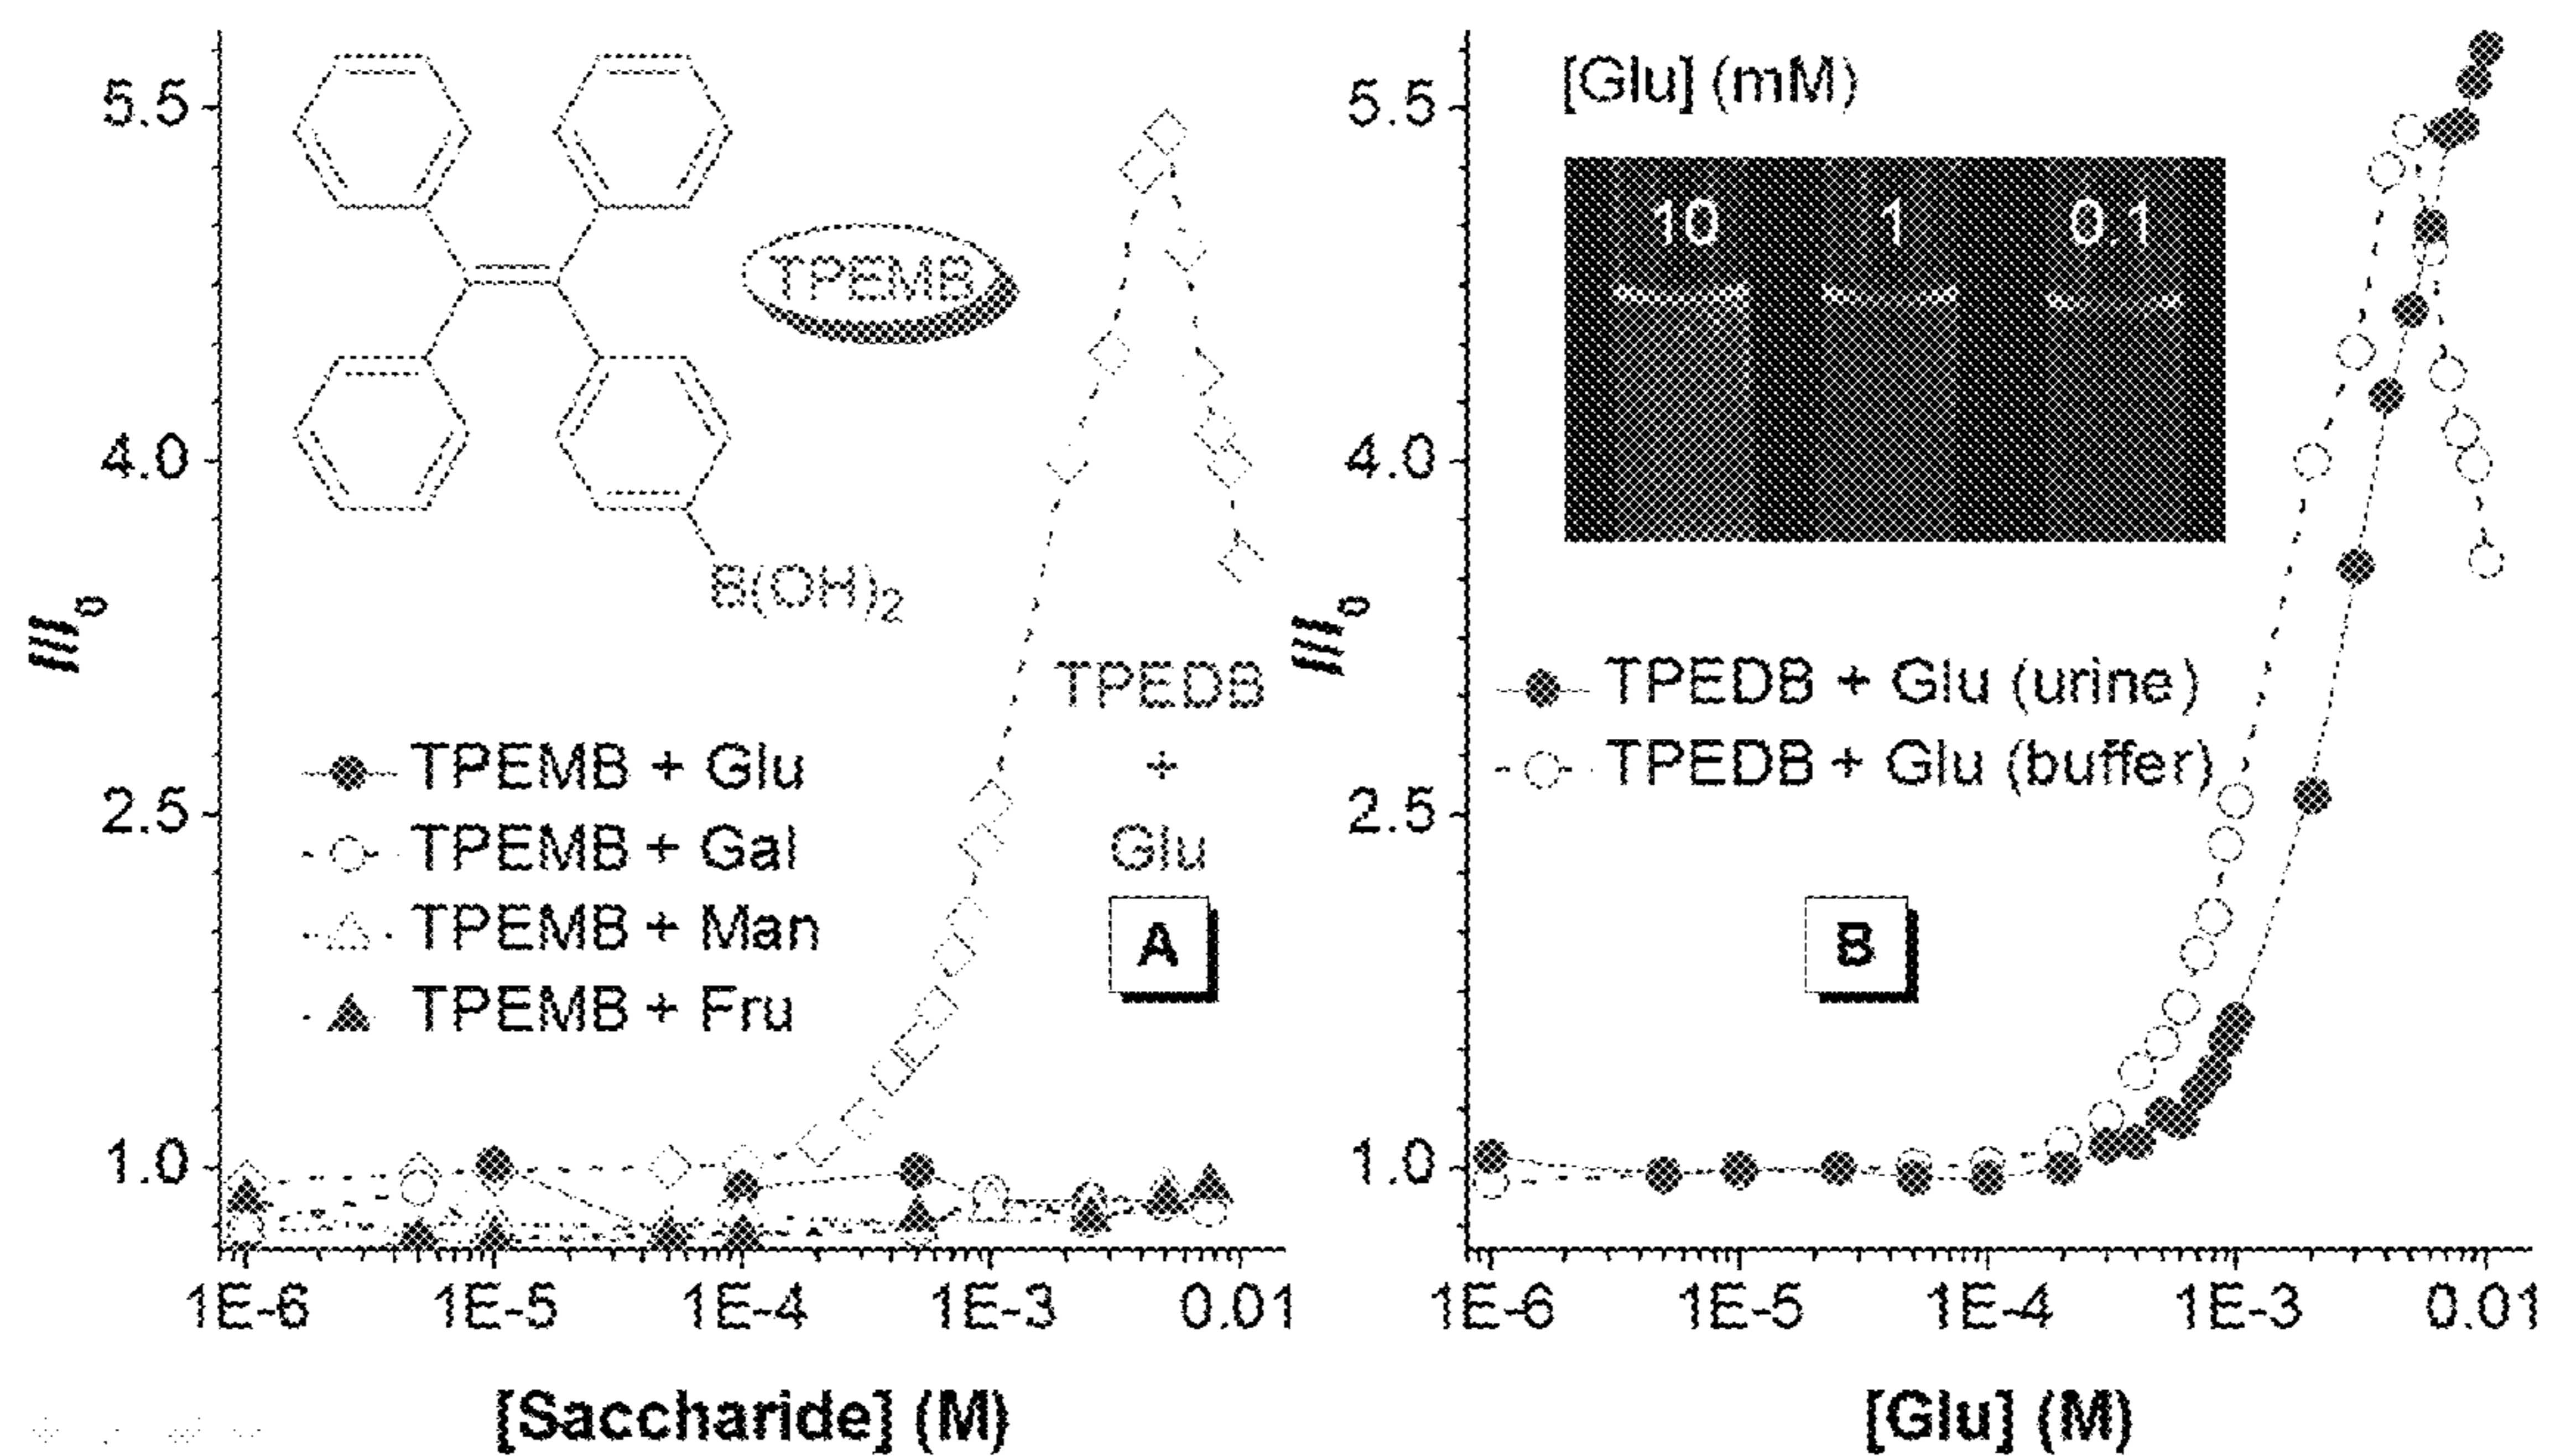 5.5
4.0
2.5
1.0
I/I0
TPEMB
B(OH)2
TPEDB
+
Glu
TPEMB + Glu
TPEMB + Gal
TPEMB + Man
TPEMB + Fru
A
1E-6 1E-5 1E-4 1E-3 0.01
[Saccharide] (M)
5.5
4.0
2.5
1.0
I/I0
[Glu] (mM)
10 1 0.1
TPEDB + Glu (urine)
TPEDB + Glu (buffer)
B
1E-6 1E-5 1E-4 1E-3 0.01
[Glu] (M)